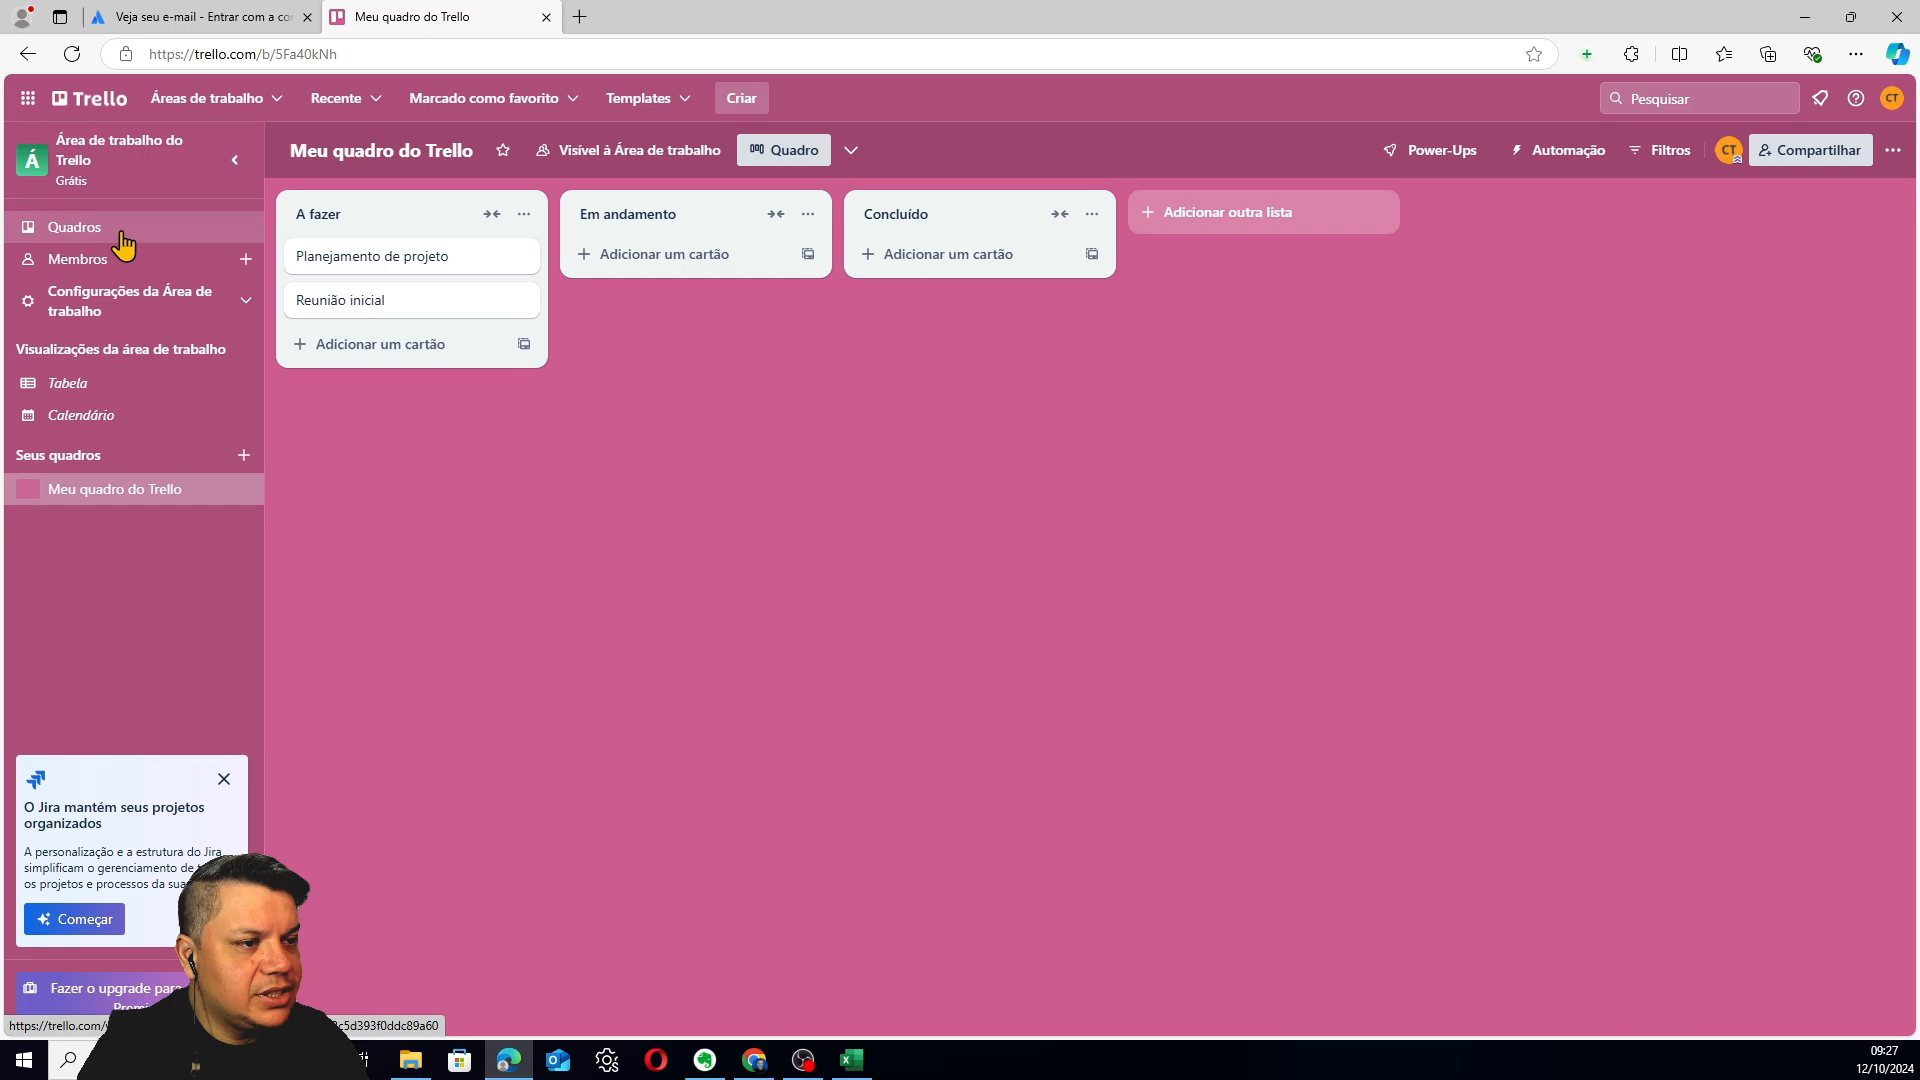 Veja seu e-mail - Entrar com a co
Meu quadro do Trello
https://trello.com/b/5Fa40kNh
Trello
Áreas de trabalho
Recente
Marcado como favorito
Templates
Criar
Pesquisar
CT
Á
Área de trabalho do
Trello
Grátis
Meu quadro do Trello
Visível à Área de trabalho
Quadro
Power-Ups
Automação
Filtros
CT
Compartilhar
Quadros
Membros
Configurações da Área de
trabalho
Visualizações da área de trabalho
Tabela
Calendário
Seus quadros
Meu quadro do Trello
A fazer
Planejamento de projeto
Reunião inicial
Adicionar um cartão
Em andamento
Adicionar um cartão
Concluído
Adicionar um cartão
Adicionar outra lista
O Jira mantém seus projetos
organizados
A personalização e a estrutura do Jira
simplificam o gerenciamento de
os projetos e processos da sua
Começar
Fazer o upgrade para
https://trello.com/
c5d393f0ddc89a60
09:27
12/10/2024